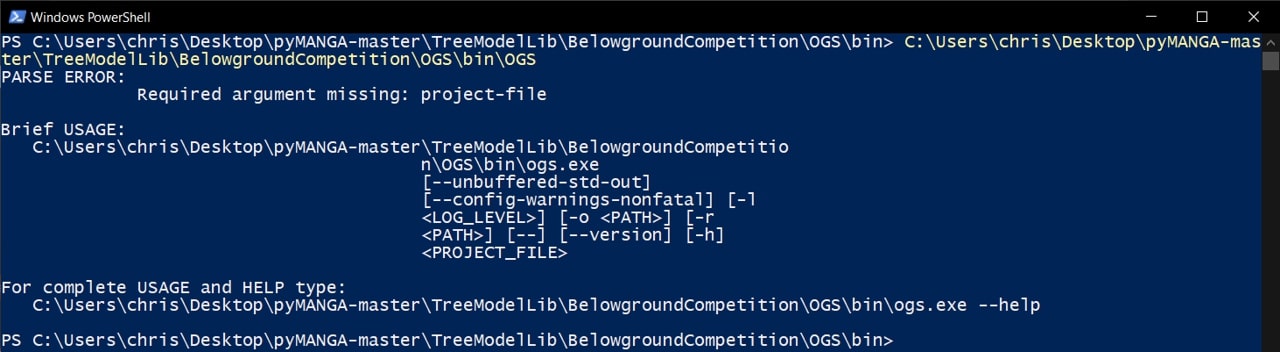 Windows PowerShell
PS C:\Users\chris\Desktop\pyMANGA-master\TreeModelLib\BelowgroundCompetition\OGS\bin> C:\Users\chris\Desktop\pyMANGA-mas
ter\TreeModelLib\BelowgroundCompetition\OGS\bin\OGS
PARSE ERROR:
             Required argument missing: project-file

Brief USAGE:
   C:\Users\chris\Desktop\pyMANGA-master\TreeModelLib\BelowgroundCompetitio
                                        n\OGS\bin\ogs.exe
                                        [--unbuffered-std-out]
                                        [--config-warnings-nonfatal] [-l
                                        <LOG_LEVEL>] [-o <PATH>] [-r
                                        <PATH>] [--] [--version] [-h]
                                        <PROJECT_FILE>

For complete USAGE and HELP type:
   C:\Users\chris\Desktop\pyMANGA-master\TreeModelLib\BelowgroundCompetition\OGS\bin\ogs.exe --help

PS C:\Users\chris\Desktop\pyMANGA-master\TreeModelLib\BelowgroundCompetition\OGS\bin>